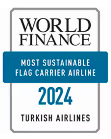 WORLD
FINANCE
MOST SUSTAINABLE
FLAG CARRIER AIRLINE
2024
TURKISH AIRLINES